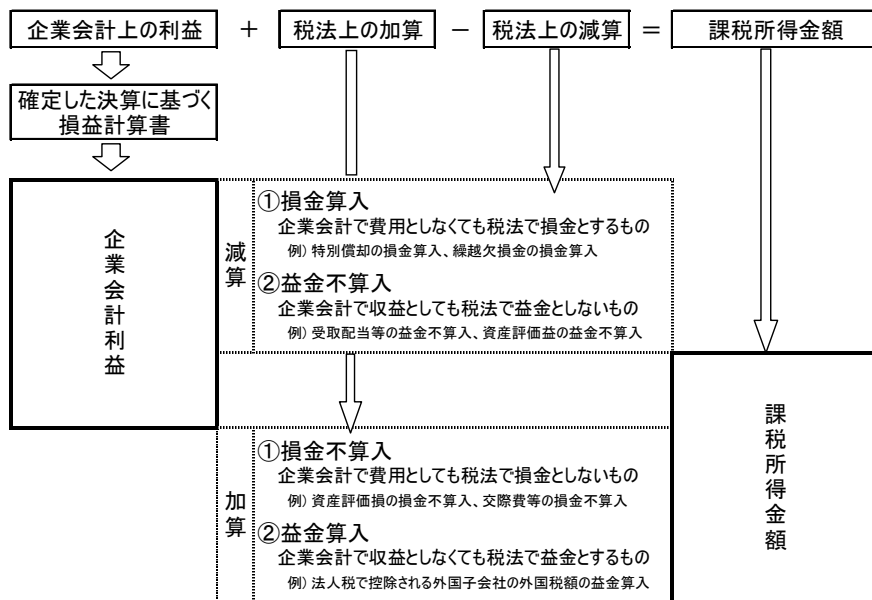 企業会計上の利益 + 税法上の加算 － 税法上の減算 ＝ 課税所得金額
確定した決算に基づく
損益計算書
企業会計利益
減算
①損金算入
企業会計で費用としなくても税法で損金とするもの
例）特別償却の損金算入、繰越欠損金の損金算入
②益金不算入
企業会計で収益としても税法で益金としないもの
例）受取配当等の益金不算入、資産評価益の益金不算入
加算
①損金不算入
企業会計で費用としても税法で損金としないもの
例）資産評価損の損金不算入、交際費等の損金不算入
②益金算入
企業会計で収益としなくても税法で益金とするもの
例）法人税で控除される外国子会社の外国税額の益金算入
課税所得金額